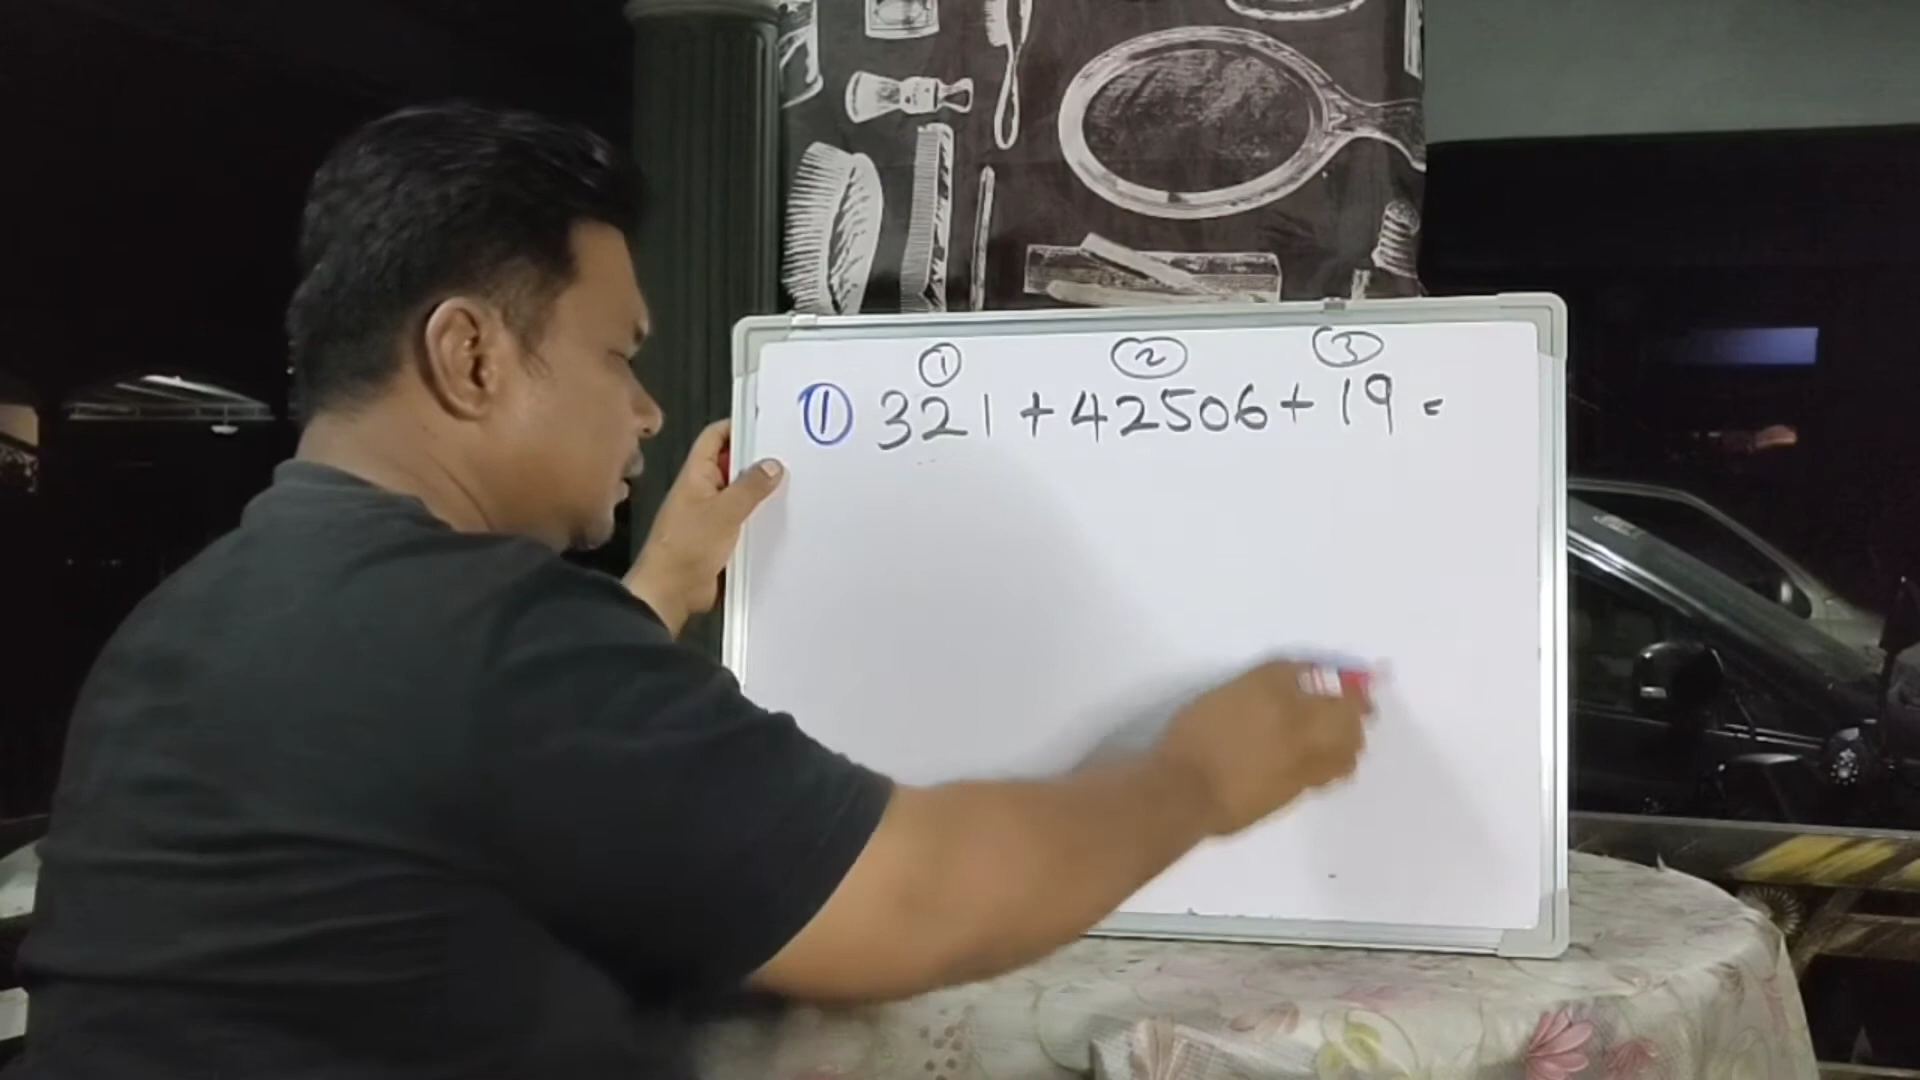 ① ② ③
① 321 + 42506 + 19 =